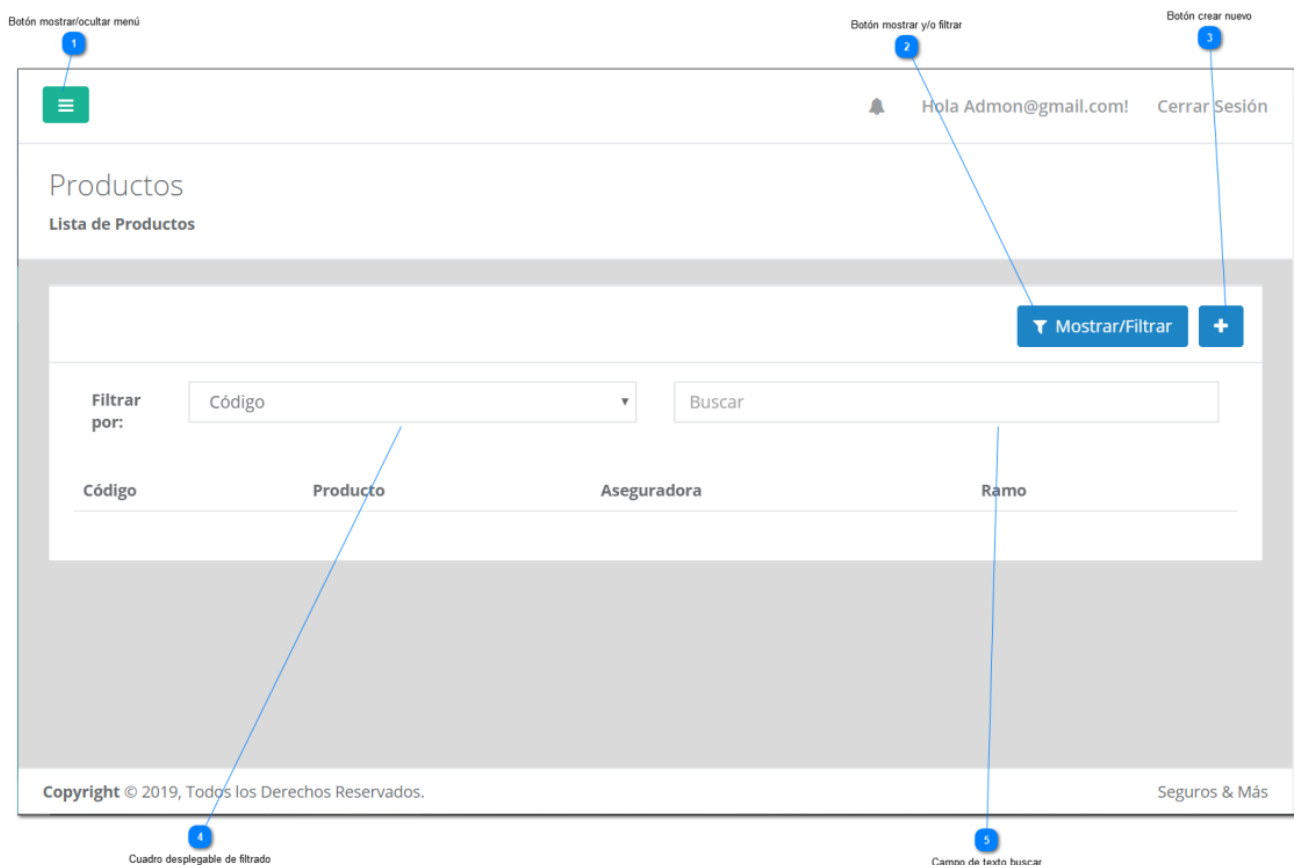 Botón mostrar/ocultar menú
Botón mostrar y/o filtrar
Botón crear nuevo
1
2
3
Hola Admon@gmail.com!
Cerrar Sesión
Productos
Lista de Productos
Mostrar/Filtrar
Filtrar por:
Código
Buscar
Código
Producto
Aseguradora
Ramo
Copyright © 2019, Todos los Derechos Reservados.
Seguros & Más
4
5
Cuadro desplegable de filtrado
Campo de texto buscar